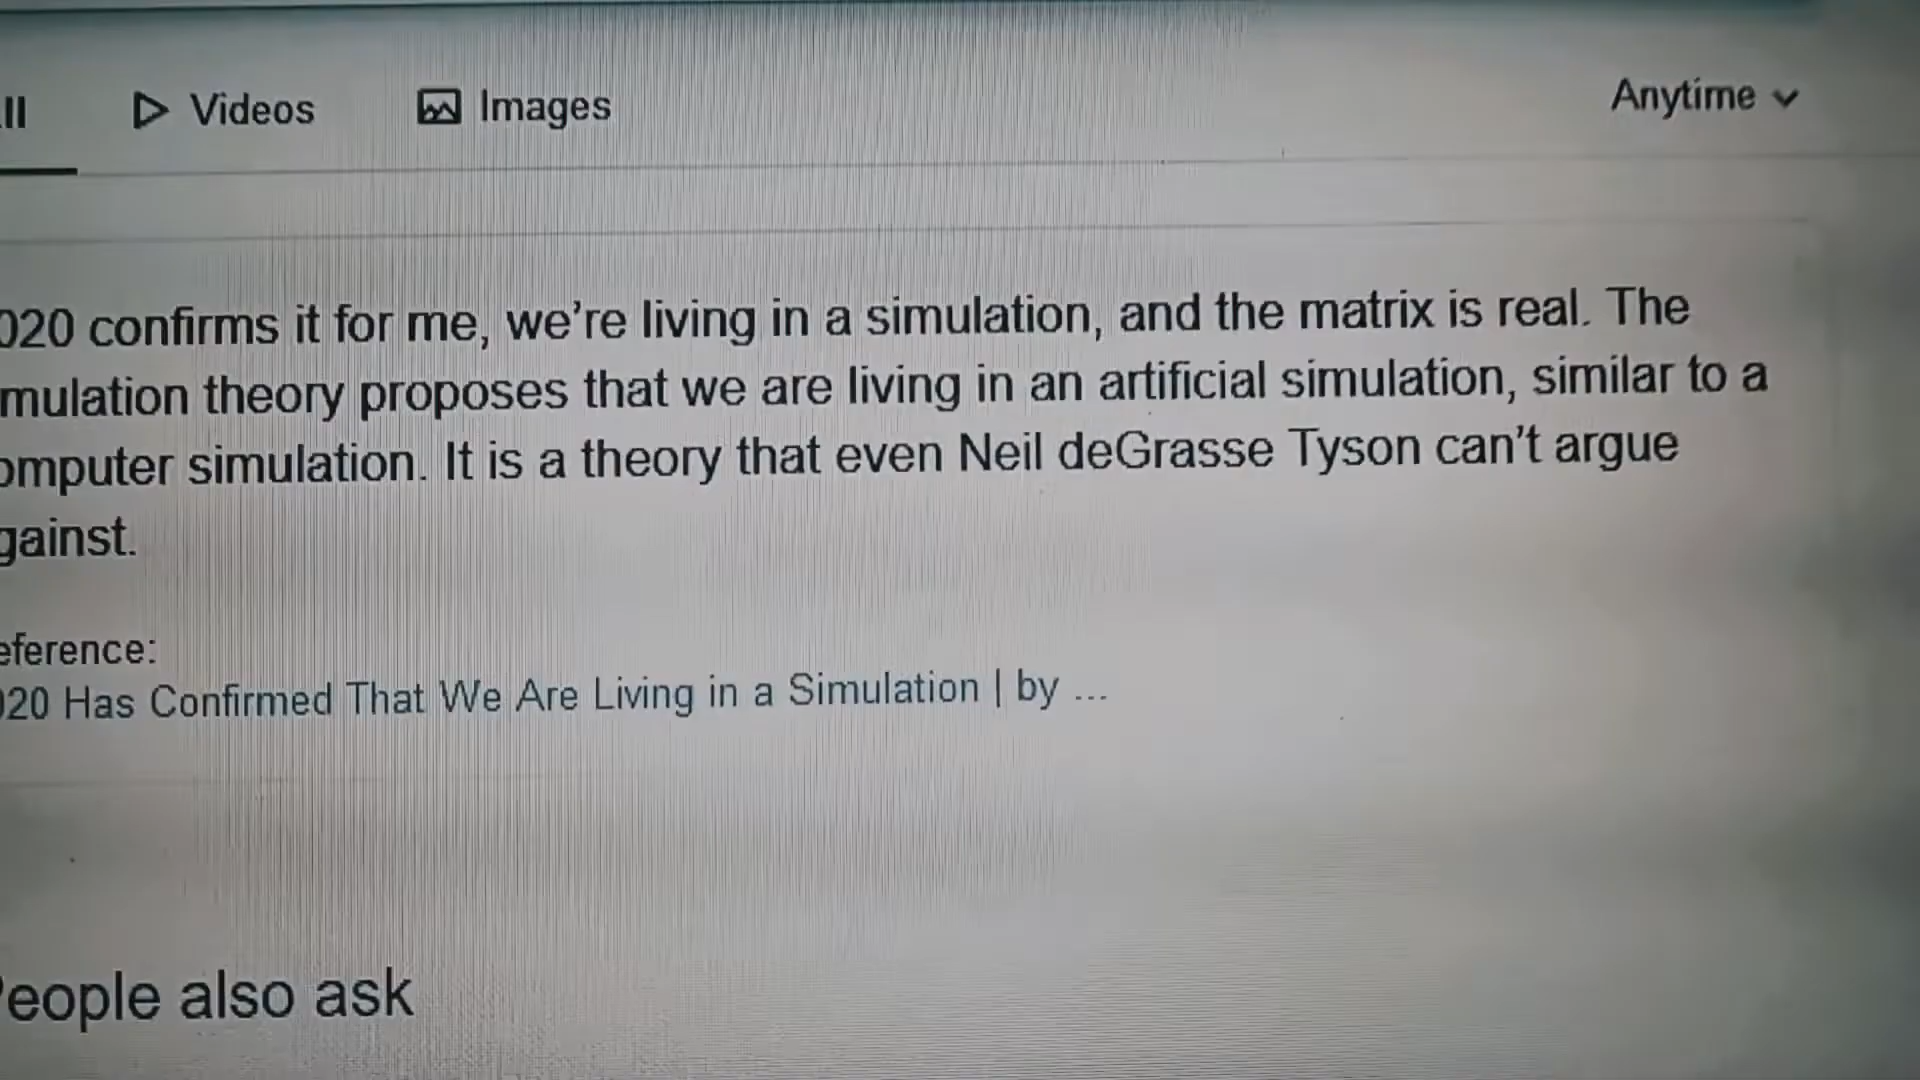 ll
Videos
Images
Anytime
020 confirms it for me, we're living in a simulation, and the matrix is real. The
mulation theory proposes that we are living in an artificial simulation, similar to a
omputer simulation. It is a theory that even Neil deGrasse Tyson can't argue
gainst.
eference:
020 Has Confirmed That We Are Living in a Simulation | by ...
People also ask